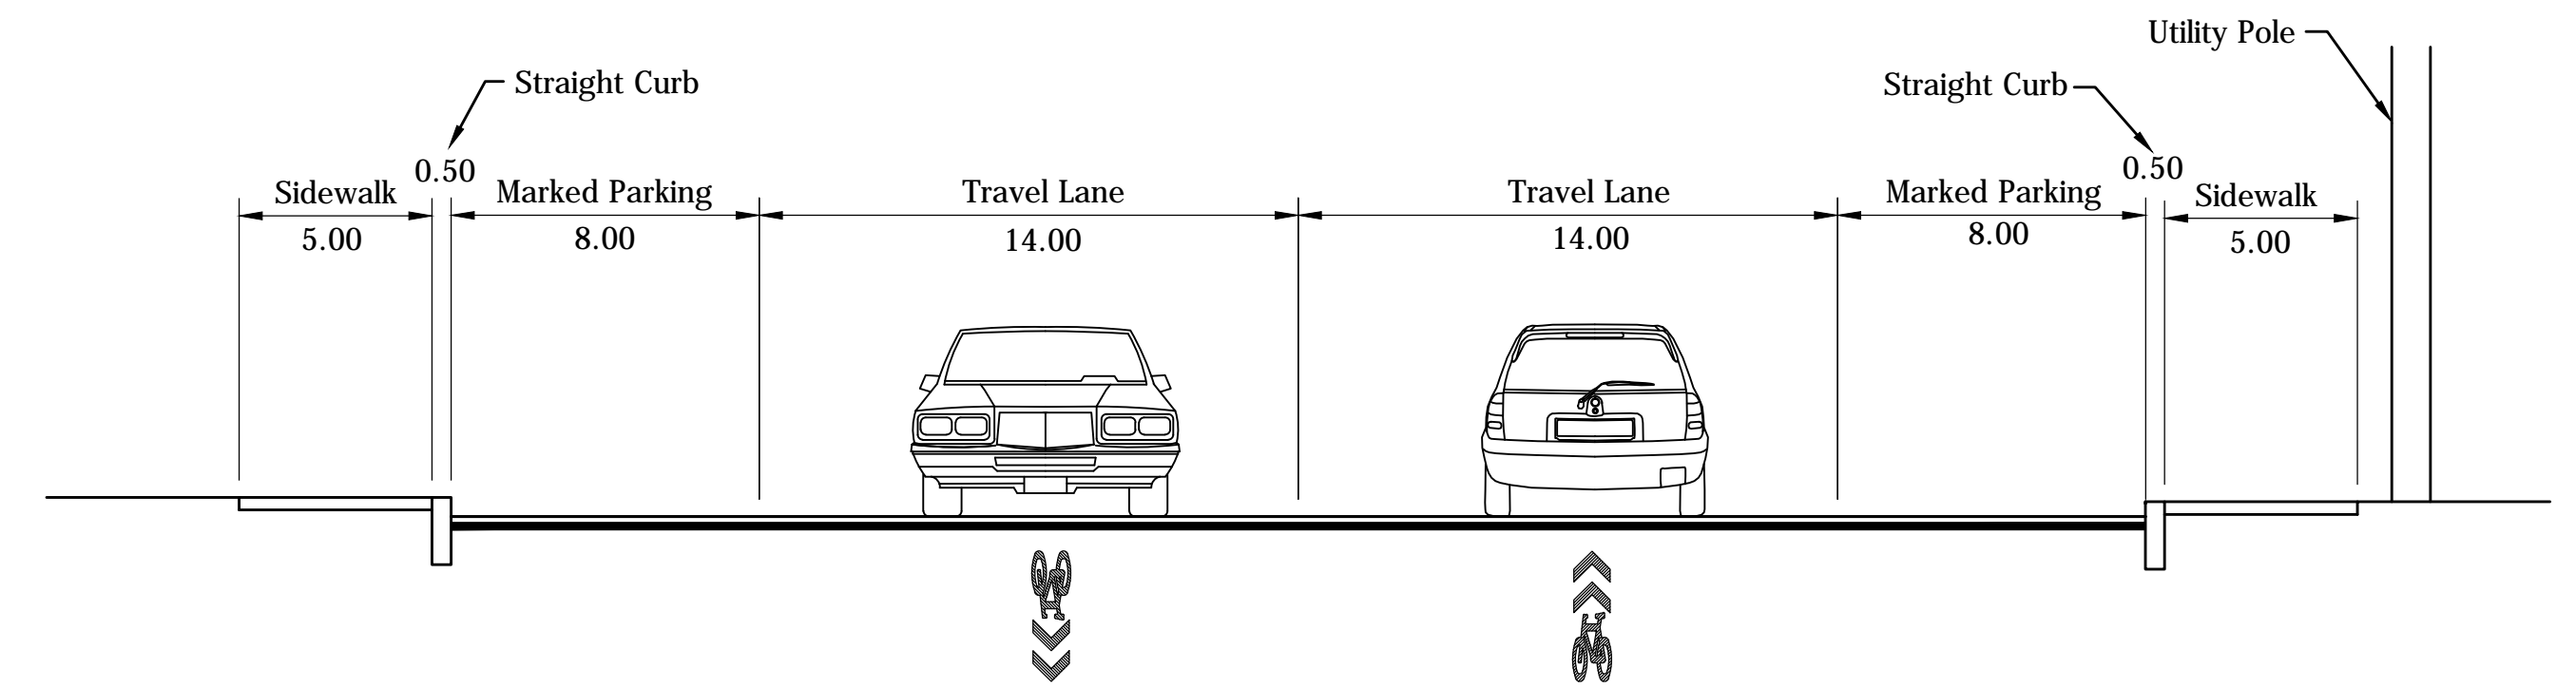 Utility Pole
Straight Curb
Straight Curb
0.50
0.50
Sidewalk
Marked Parking
Travel Lane
Travel Lane
Marked Parking
Sidewalk
5.00
8.00
14.00
14.00
8.00
5.00